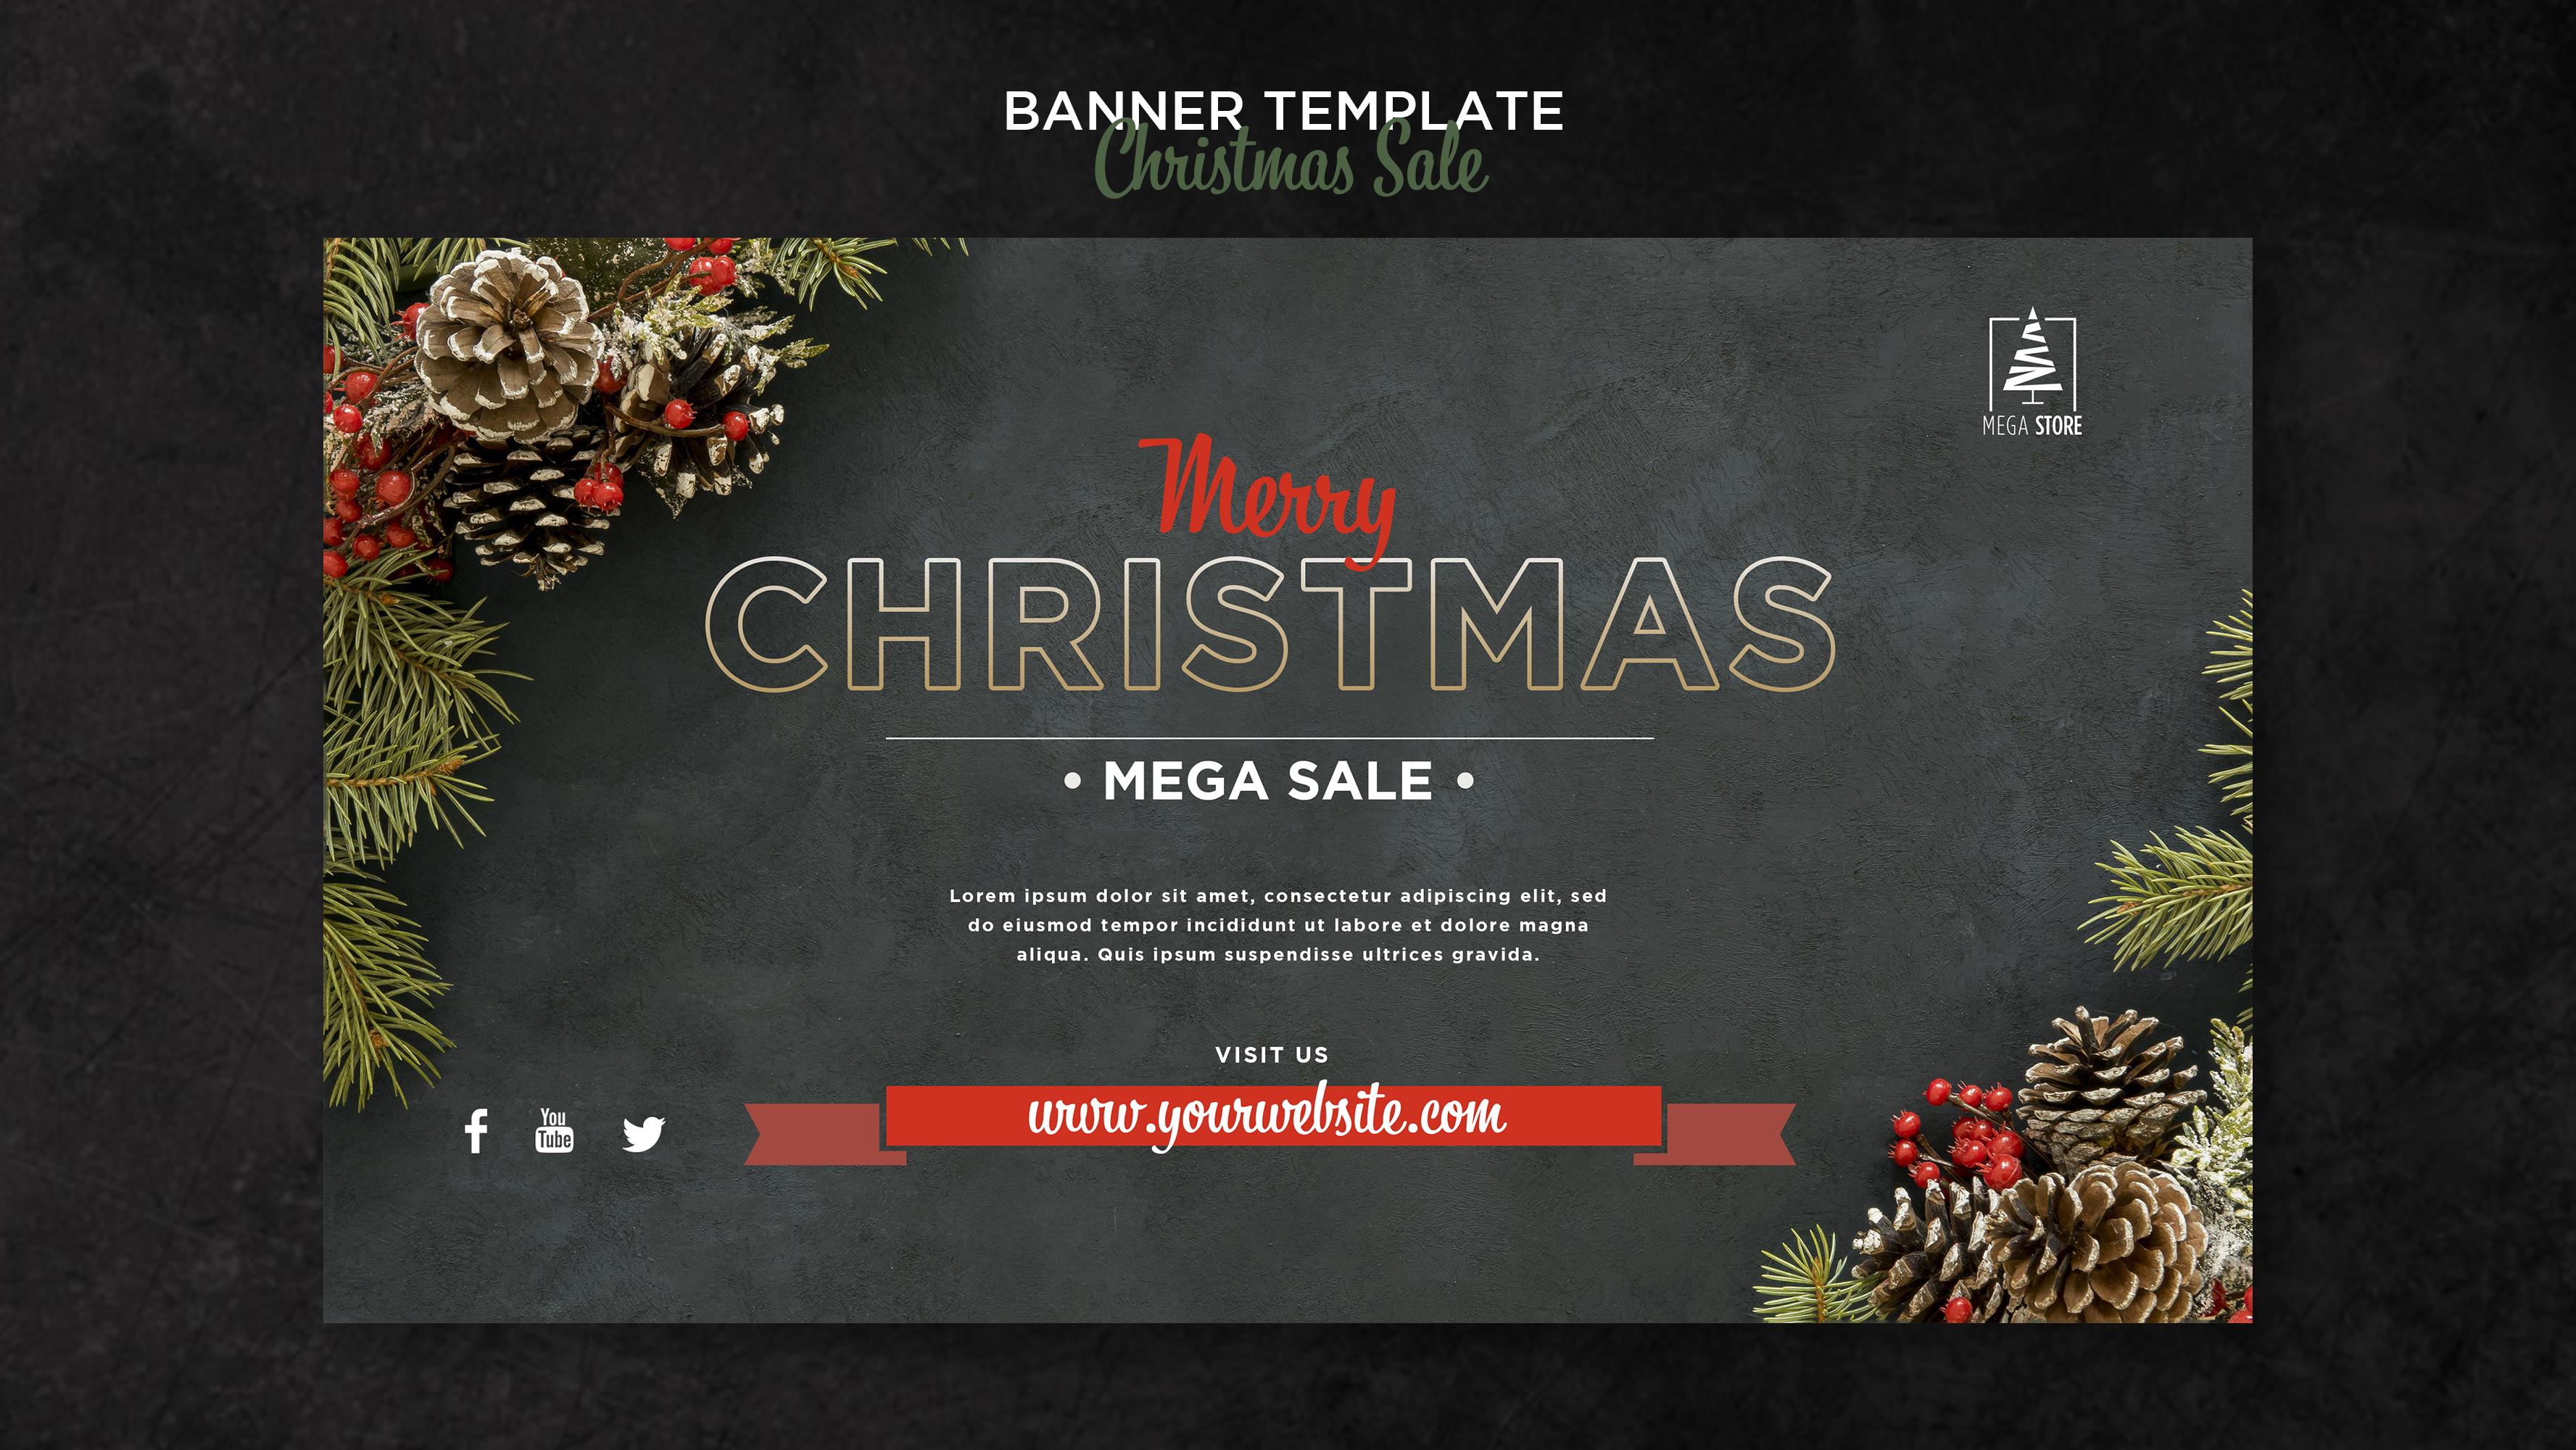 BANNER TEMPLATE
Christmas Sale
MEGA STORE
Merry
CHRISTMAS
• MEGA SALE •
Lorem ipsum dolor sit amet, consectetur adipiscing elit, sed
do eiusmod tempor incididunt ut labore et dolore magna
aliqua. Quis ipsum suspendisse ultrices gravida.
VISIT US
www.yourwebsite.com
You
Tube